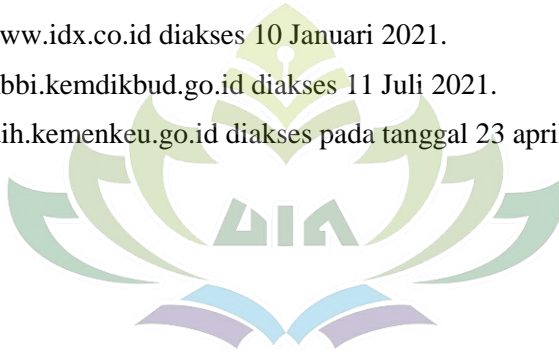 ww.idx.co.id diakses 10 Januari 2021.
bbi.kemdikbud.go.id diakses 11 Juli 2021.
ih.kemenkeu.go.id diakses pada tanggal 23 apri
UIN